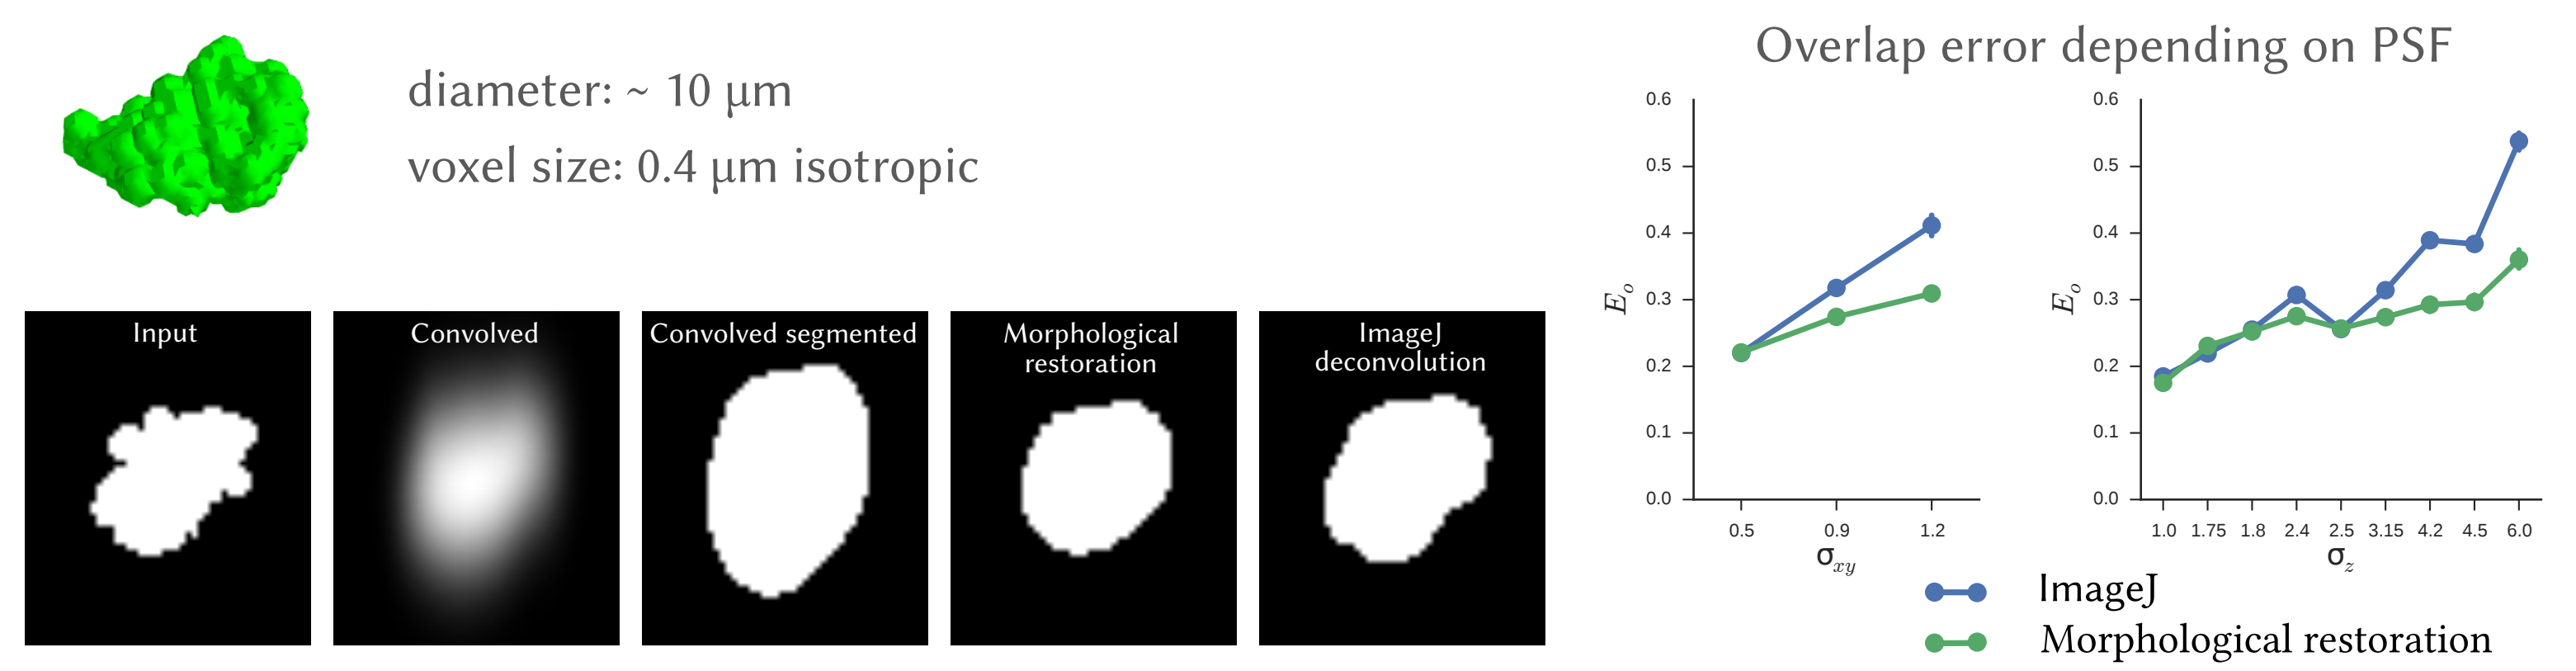 diameter: ~ 10 µm
voxel size: 0.4 µm isotropic
Input
Convolved
Convolved segmented
Morphological
restoration
ImageJ
deconvolution
Overlap error depending on PSF
0.6
0.5
0.4
0.3
0.2
0.1
0.0
E_o
0.5 0.9 1.2
σ_xy
0.6
0.5
0.4
0.3
0.2
0.1
0.0
E_o
1.0 1.75 1.8 2.4 2.5 3.15 4.2 4.5 6.0
σ_z
ImageJ
Morphological restoration